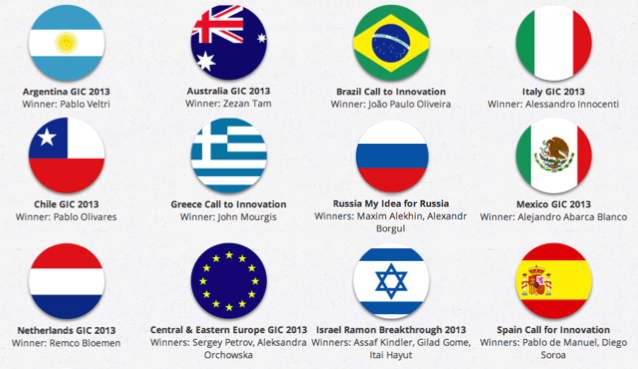 Argentina GIC 2013
Winner: Pablo Veltri
Australia GIC 2013
Winner: Zezan Tam
Brazil Call to Innovation
Winner: João Paulo Oliveira
Italy GIC 2013
Winner: Alessandro Innocenti
Chile GIC 2013
Winner: Pablo Olivares
Greece Call to Innovation
Winner: John Mourgis
Russia My Idea for Russia
Winners: Maxim Alekhin, Alexandr
Borgul
Mexico GIC 2013
Winner: Alejandro Abarca Blanco
Netherlands GIC 2013
Winner: Remco Bloemen
Central & Eastern Europe GIC 2013
Winners: Sergey Petrov, Aleksandra
Orchowska
Israel Ramon Breakthrough 2013
Winners: Assaf Kindler, Gilad Gome,
Itai Hayut
Spain Call for Innovation
Winners: Pablo de Manuel, Diego
Soroa